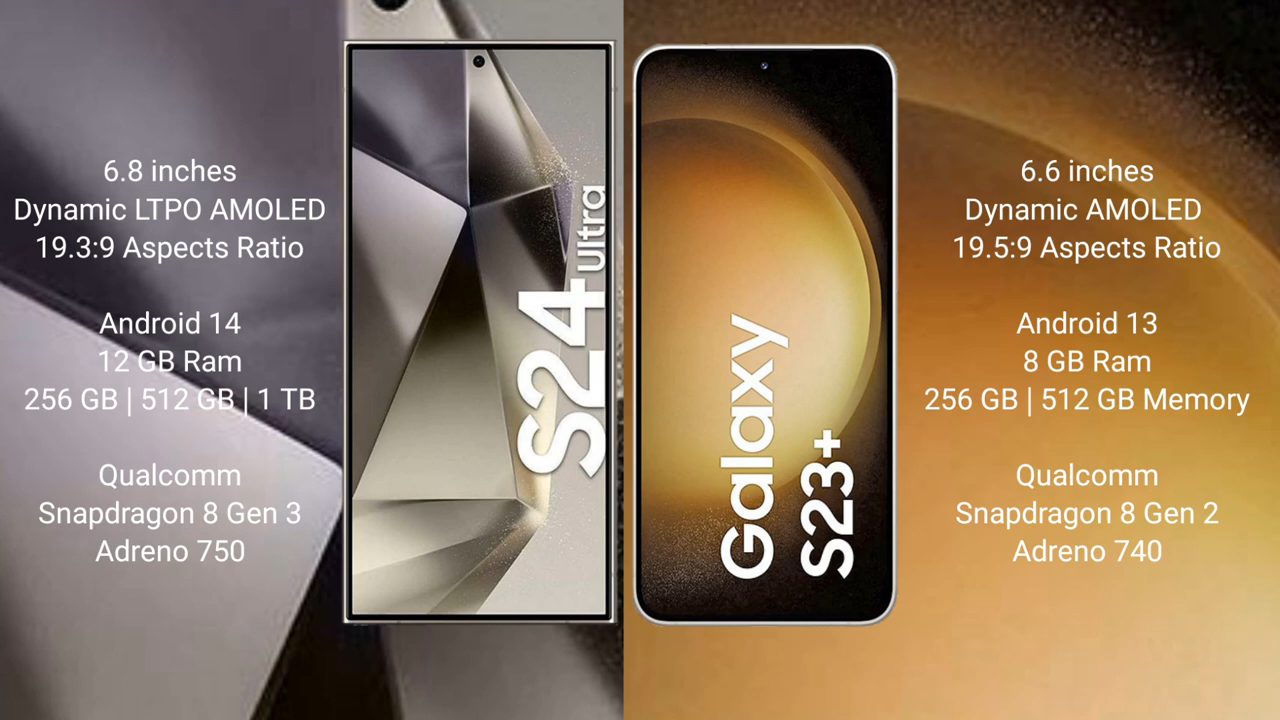 6.8 inches
Dynamic LTPO AMOLED
19.3:9 Aspects Ratio
Android 14
12 GB Ram
256 GB | 512 GB | 1 TB
Qualcomm
Snapdragon 8 Gen 3
Adreno 750
S24 ultra
Galaxy
S23+
6.6 inches
Dynamic AMOLED
19.5:9 Aspects Ratio
Android 13
8 GB Ram
256 GB | 512 GB Memory
Qualcomm
Snapdragon 8 Gen 2
Adreno 740